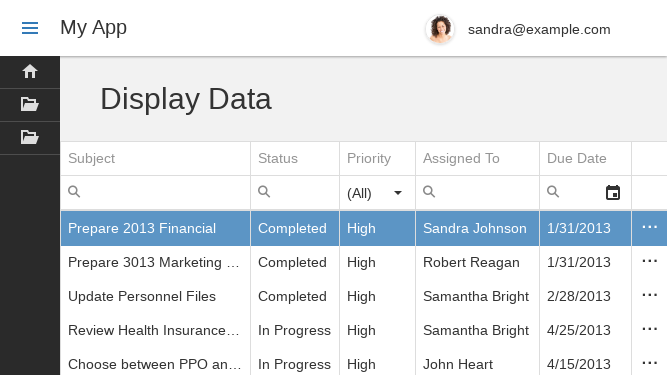 My App sandra@example.com
Display Data
Subject Status Priority Assigned To Due Date
(All)
Prepare 2013 Financial Completed High Sandra Johnson 1/31/2013 ...
Prepare 3013 Marketing ... Completed High Robert Reagan 1/31/2013 ...
Update Personnel Files Completed High Samantha Bright 2/28/2013 ...
Review Health Insurance... In Progress High Samantha Bright 4/25/2013 ...
Choose between PPO an... In Progress High John Heart 4/15/2013 ...